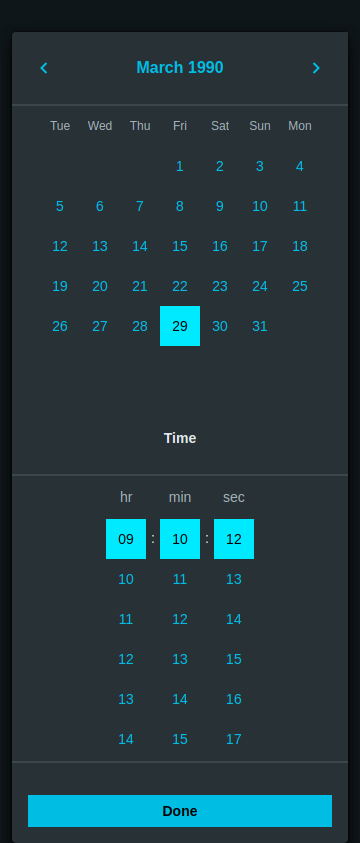 March 1990
Tue Wed Thu Fri Sat Sun Mon
1 2 3 4
5 6 7 8 9 10 11
12 13 14 15 16 17 18
19 20 21 22 23 24 25
26 27 28 29 30 31
Time
hr min sec
09 : 10 : 12
10 11 13
11 12 14
12 13 15
13 14 16
14 15 17
Done